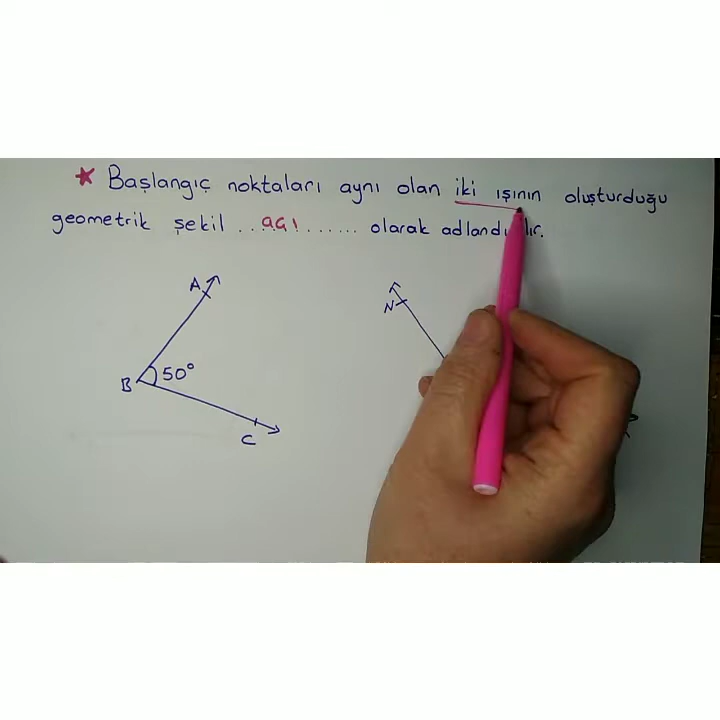 ★ Başlangıç noktaları aynı olan iki ışının oluşturduğu
geometrik şekil ..açı...... olarak
A
N
B 50°
C